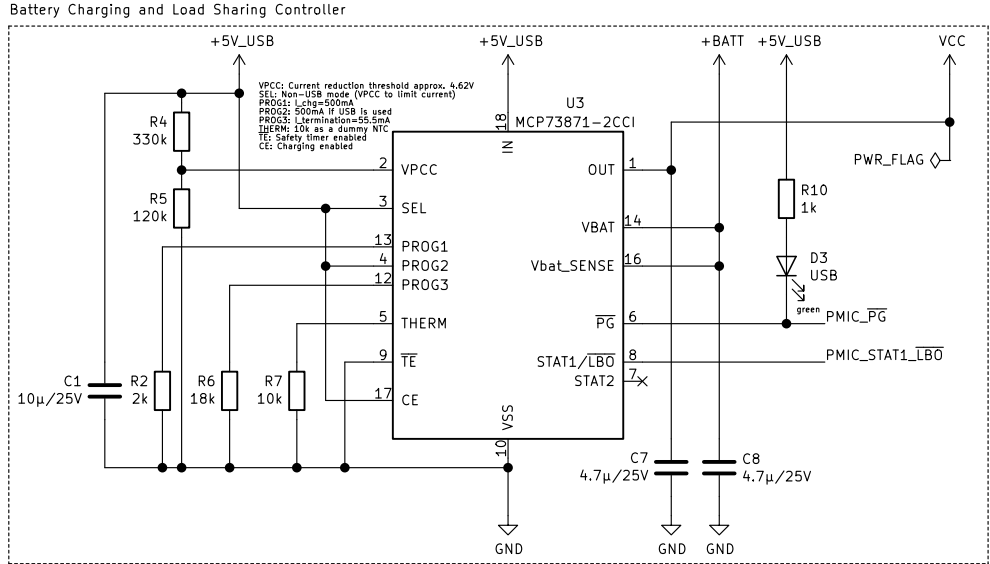 Battery Charging and Load Sharing Controller
+5V_USB
+5V_USB
+BATT
+5V_USB
VCC
VPCC: Current reduction threshold approx. 4.62V
SEL: Non-USB mode (VPCC to limit current)
PROG1: I_chg=500mA
PROG2: 500mA if USB is used
PROG3: I_termination=55.5mA
THERM: 10k as a dummy NTC
TE: Safety timer enabled
CE: Charging enabled
U3
MCP73871-2CCI
R4
330k
R5
120k
18
IN
2
VPCC
3
SEL
13
PROG1
4
PROG2
12
PROG3
5
THERM
9
TE
17
CE
OUT
1
VBAT
14
Vbat_SENSE
16
PG
6
STAT1/LBO
8
STAT2
7
VSS
10
PWR_FLAG
R10
1k
D3
USB
green
PMIC_PG
PMIC_STAT1_LBO
C1
10µ/25V
R2
2k
R6
18k
R7
10k
C7
4.7µ/25V
C8
4.7µ/25V
GND
GND
GND